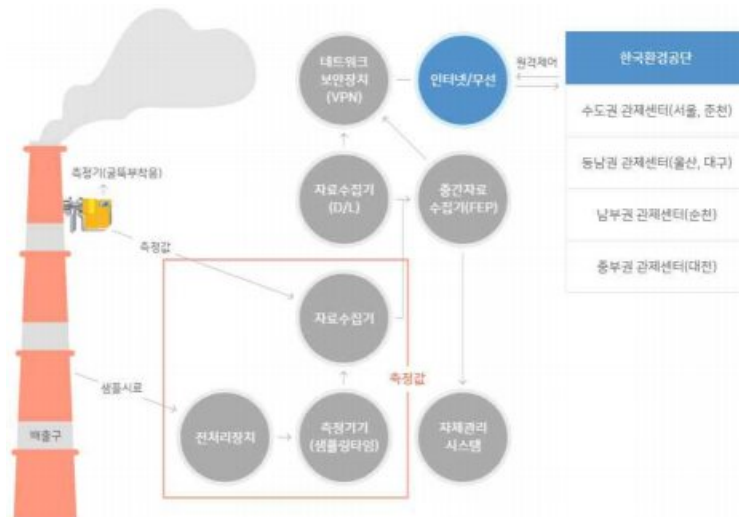 네트워크
보안장치
(VPN)
인터넷/무선
원격제어
한국환경공단
수도권 관제센터(서울, 춘천)
동남권 관제센터(울산, 대구)
남부권 관제센터(순천)
중부권 관제센터(대전)
측정기(굴뚝부착용)
자료수집기
(D/L)
중간자료
수집기(FEP)
측정값
자료수집기
측정값
샘플시료
배출구
전처리장치
측정기기
(샘플링타임)
자체관리
시스템